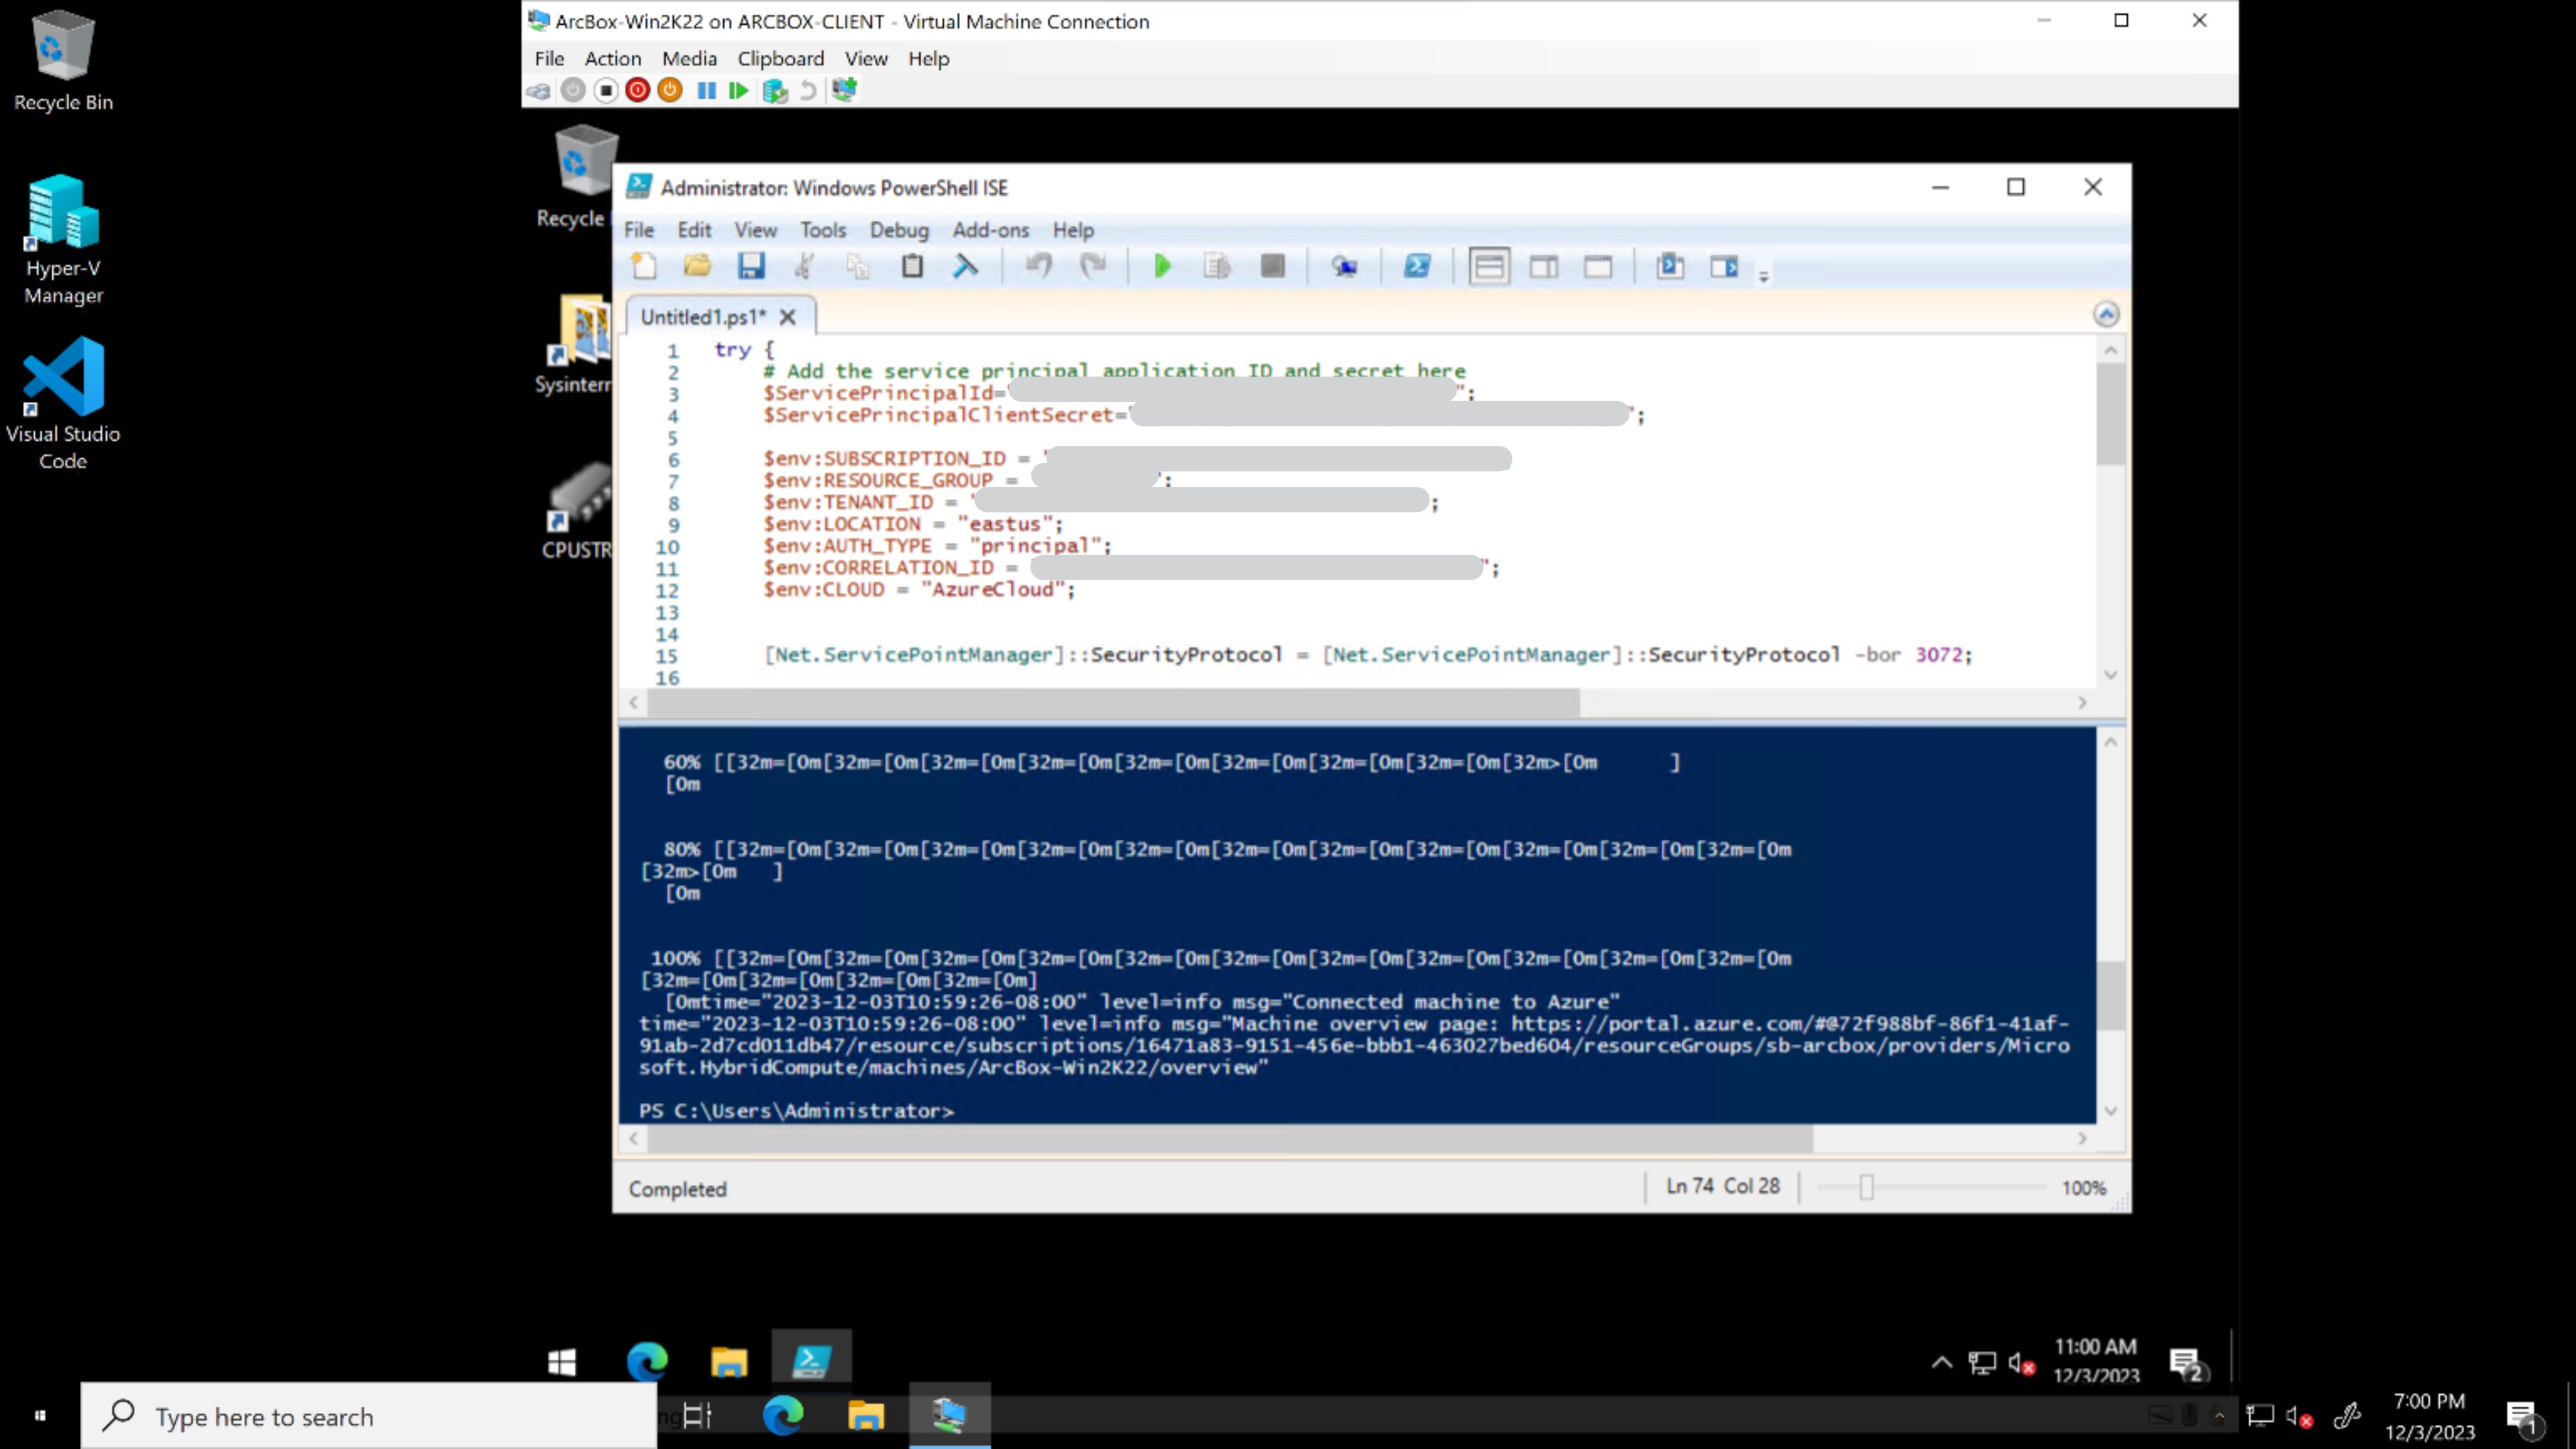 Recycle Bin
Hyper-V
Manager
Visual Studio
Code
ArcBox-Win2K22 on ARCBOX-CLIENT - Virtual Machine Connection
File Action Media Clipboard View Help
Recycle
Sysintern
CPUSTR
Administrator: Windows PowerShell ISE
File Edit View Tools Debug Add-ons Help
Untitled1.ps1*
1 try {
2 # Add the service principal application ID and secret here
3 $ServicePrincipalId=" ";
4 $ServicePrincipalClientSecret=" ";
5
6 $env:SUBSCRIPTION_ID = "
7 $env:RESOURCE_GROUP = ";
8 $env:TENANT_ID = " ;
9 $env:LOCATION = "eastus";
10 $env:AUTH_TYPE = "principal";
11 $env:CORRELATION_ID = ";
12 $env:CLOUD = "AzureCloud";
13
14
15 [Net.ServicePointManager]::SecurityProtocol = [Net.ServicePointManager]::SecurityProtocol -bor 3072;
16
60% [[32m=[0m[32m=[0m[32m=[0m[32m=[0m[32m=[0m[32m=[0m[32m=[0m[32m=[0m[32m>[0m ]
[0m
80% [[32m=[0m[32m=[0m[32m=[0m[32m=[0m[32m=[0m[32m=[0m[32m=[0m[32m=[0m[32m=[0m[32m=[0m[32m=[0m
[32m>[0m ]
[0m
100% [[32m=[0m[32m=[0m[32m=[0m[32m=[0m[32m=[0m[32m=[0m[32m=[0m[32m=[0m[32m=[0m[32m=[0m[32m=[0m
[32m=[0m[32m=[0m[32m=[0m[32m=[0m]
[0mtime="2023-12-03T10:59:26-08:00" level=info msg="Connected machine to Azure"
time="2023-12-03T10:59:26-08:00" level=info msg="Machine overview page: https://portal.azure.com/#@72f988bf-86f1-41af-
91ab-2d7cd011db47/resource/subscriptions/16471a83-9151-456e-bbb1-463027bed604/resourceGroups/sb-arcbox/providers/Micro
soft.HybridCompute/machines/ArcBox-Win2K22/overview"
PS C:\Users\Administrator>
Completed
Ln 74 Col 28
100%
11:00 AM
12/3/2023
2
Type here to search
7:00 PM
12/3/2023
1